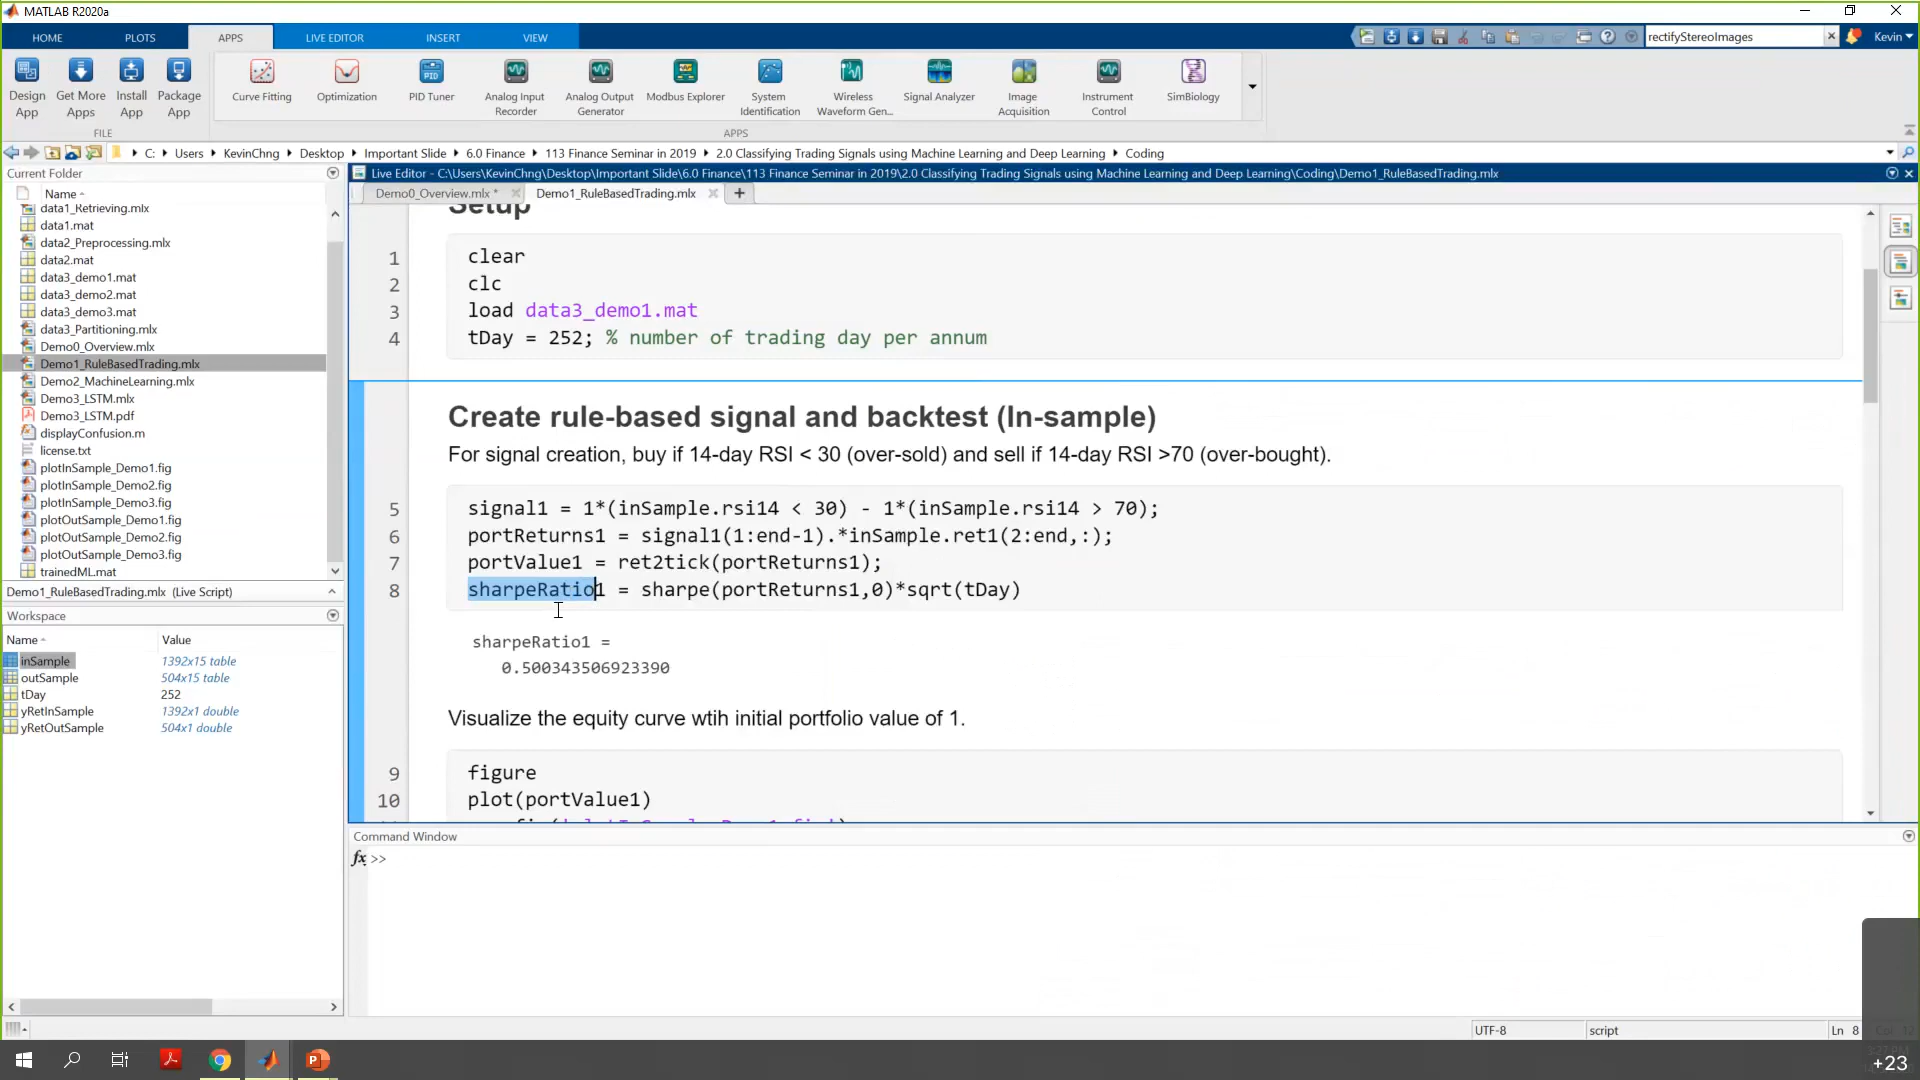 MATLAB R2020a
HOME PLOTS APPS LIVE EDITOR INSERT VIEW
rectifyStereoImages
Kevin
Design App
Get More Apps
Install App
Package App
Curve Fitting
Optimization
PID Tuner
Analog Input Recorder
Analog Output Generator
Modbus Explorer
System Identification
Wireless Waveform Gen...
Signal Analyzer
Image Acquisition
Instrument Control
SimBiology
FILE
APPS
C: Users KevinChng Desktop Important Slide 6.0 Finance 113 Finance Seminar in 2019 2.0 Classifying Trading Signals using Machine Learning and Deep Learning Coding
Current Folder
Name
data1_Retrieving.mlx
data1.mat
data2_Preprocessing.mlx
data2.mat
data3_demo1.mat
data3_demo2.mat
data3_demo3.mat
data3_Partitioning.mlx
Demo0_Overview.mlx
Demo1_RuleBasedTrading.mlx
Demo2_MachineLearning.mlx
Demo3_LSTM.mlx
Demo3_LSTM.pdf
displayConfusion.m
license.txt
plotInSample_Demo1.fig
plotInSample_Demo2.fig
plotInSample_Demo3.fig
plotOutSample_Demo1.fig
plotOutSample_Demo2.fig
plotOutSample_Demo3.fig
trainedML.mat
Demo1_RuleBasedTrading.mlx (Live Script)
Workspace
Name Value
inSample 1392x15 table
outSample 504x15 table
tDay 252
yRetInSample 1392x1 double
yRetOutSample 504x1 double
Live Editor - C:\Users\KevinChng\Desktop\Important Slide\6.0 Finance\113 Finance Seminar in 2019\2.0 Classifying Trading Signals using Machine Learning and Deep Learning\Coding\Demo1_RuleBasedTrading.mlx
Demo0_Overview.mlx * Demo1_RuleBasedTrading.mlx
Setup
1 clear
2 clc
3 load data3_demo1.mat
4 tDay = 252; % number of trading day per annum
Create rule-based signal and backtest (In-sample)
For signal creation, buy if 14-day RSI < 30 (over-sold) and sell if 14-day RSI >70 (over-bought).
5 signal1 = 1*(inSample.rsi14 < 30) - 1*(inSample.rsi14 > 70);
6 portReturns1 = signal1(1:end-1).*inSample.ret1(2:end,:);
7 portValue1 = ret2tick(portReturns1);
8 sharpeRatio1 = sharpe(portReturns1,0)*sqrt(tDay)
sharpeRatio1 =
0.500343506923390
Visualize the equity curve wtih initial portfolio value of 1.
9 figure
10 plot(portValue1)
Command Window
fx >>
UTF-8 script Ln 8
+23